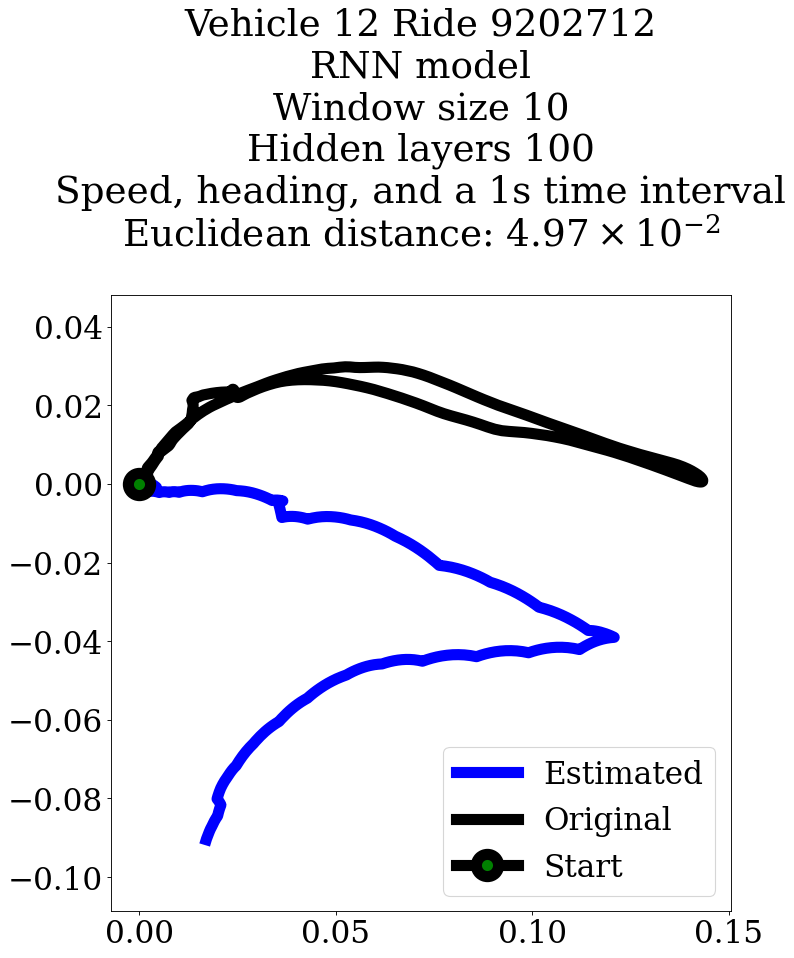 Vehicle 12 Ride 9202712
RNN model
Window size 10
Hidden layers 100
Speed, heading, and a 1s time interval
Euclidean distance: 4.97 × 10⁻²
0.04
0.02
0.00
−0.02
−0.04
−0.06
−0.08
−0.10
Estimated
Original
Start
0.00 0.05 0.10 0.15